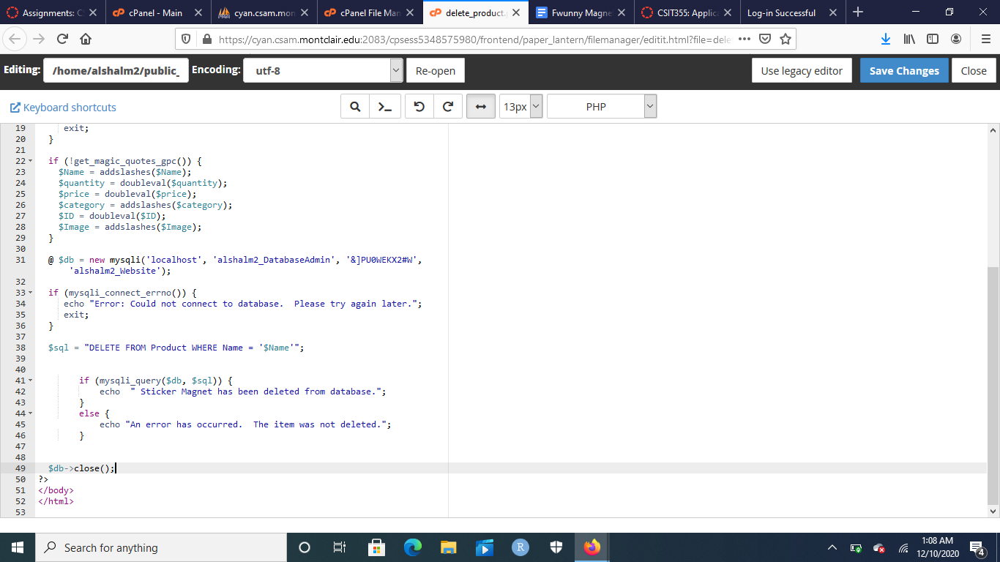 Assignments: C
cPanel - Main
cyan.csam.mon
cPanel File Man
delete_product.
Fwunny Magne
CSIT355: Applica
Log-in Successful
https://cyan.csam.montclair.edu:2083/cpsess5348575980/frontend/paper_lantern/filemanager/editit.html?file=dele
Editing: /home/alshalm2/public_ Encoding: utf-8 Re-open Use legacy editor Save Changes Close
Keyboard shortcuts 13px PHP
19 exit;
20 }
21
22 if (!get_magic_quotes_gpc()) {
23 $Name = addslashes($Name);
24 $quantity = doubleval($quantity);
25 $price = doubleval($price);
26 $category = addslashes($category);
27 $ID = doubleval($ID);
28 $Image = addslashes($Image);
29 }
30
31 @ $db = new mysqli('localhost', 'alshalm2_DatabaseAdmin', '&]PU0WEKX2#W',
'alshalm2_Website');
32
33 if (mysqli_connect_errno()) {
34 echo "Error: Could not connect to database.  Please try again later.";
35 exit;
36 }
37
38 $sql = "DELETE FROM Product WHERE Name = '$Name'";
39
40
41 if (mysqli_query($db, $sql)) {
42 echo  " Sticker Magnet has been deleted from database.";
43 }
44 else {
45 echo "An error has occurred.  The item was not deleted.";
46 }
47
48
49 $db->close();
50 ?>
51 </body>
52 </html>
53
Search for anything
R
1:08 AM
12/10/2020
4